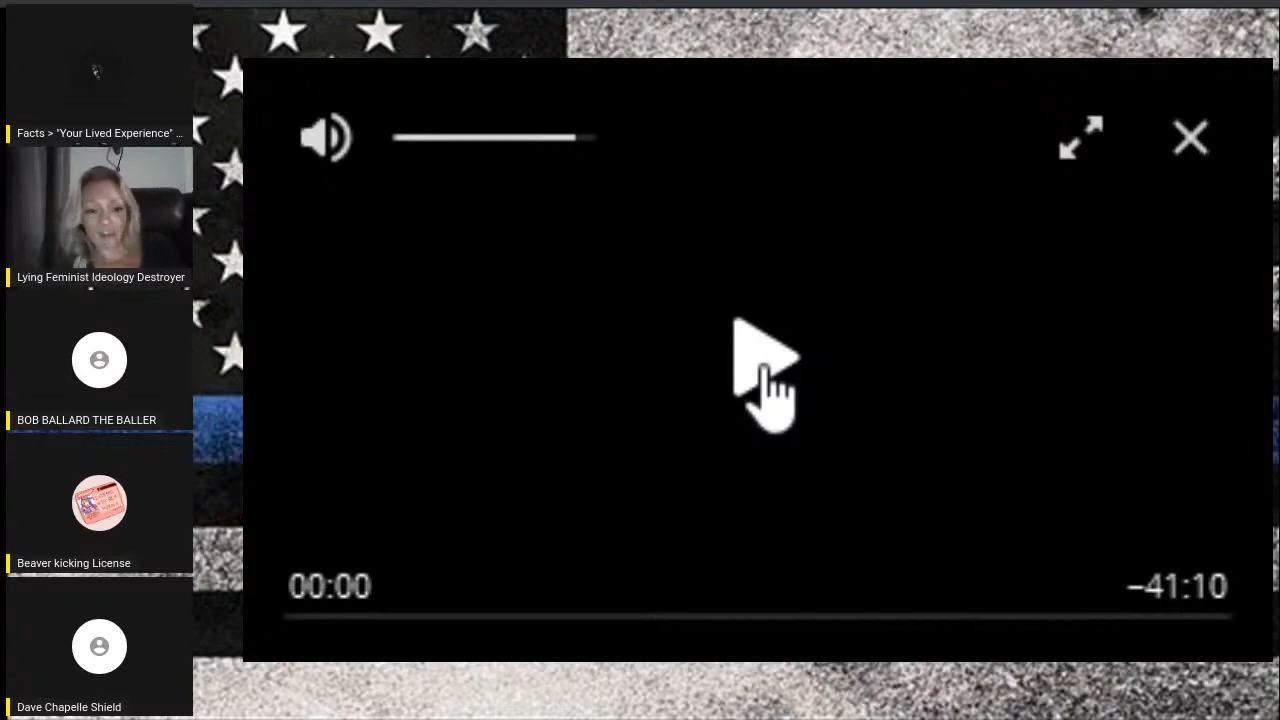 Facts > "Your Lived Experience" ...
Lying Feminist Ideology Destroyer
BOB BALLARD THE BALLER
Beaver kicking License
Dave Chapelle Shield
00:00
–41:10